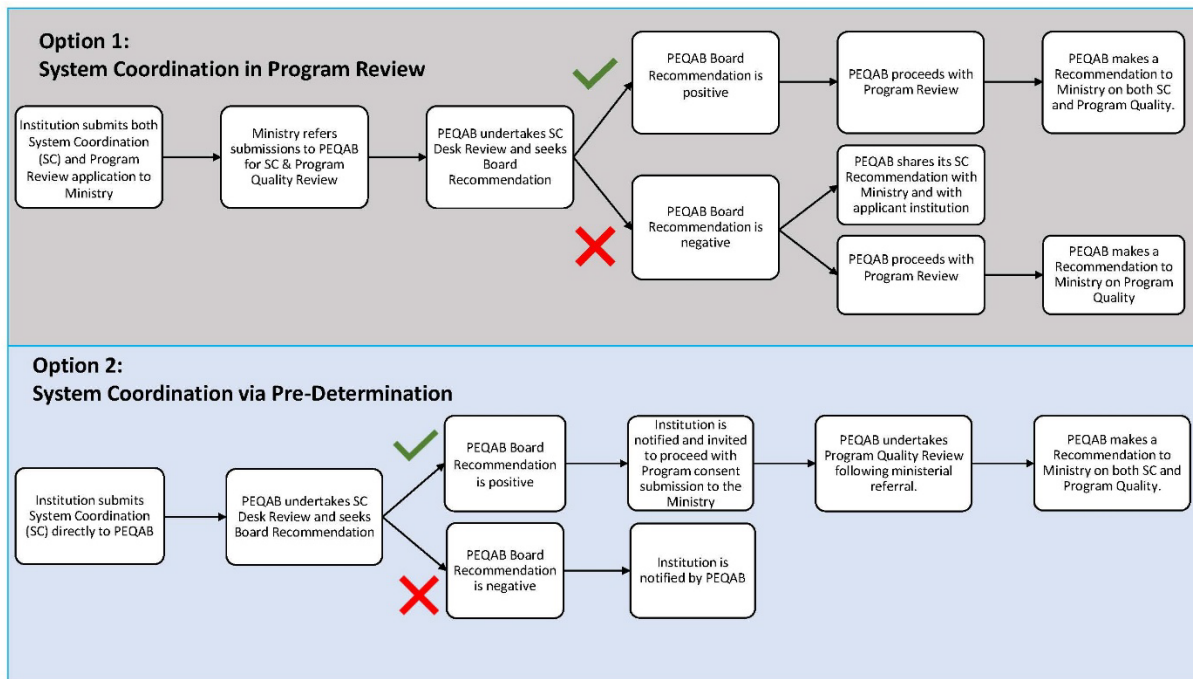 Option 1:
System Coordination in Program Review
Institution submits both
System Coordination
(SC) and Program
Review application to
Ministry
Ministry refers
submissions to PEQAB
for SC & Program
Quality Review
PEQAB undertakes SC
Desk Review and seeks
Board
Recommendation
PEQAB Board
Recommendation is
positive
PEQAB proceeds with
Program Review
PEQAB makes a
Recommendation to
Ministry on both SC
and Program Quality.
PEQAB Board
Recommendation is
negative
PEQAB shares its SC
Recommendation with
Ministry and with
applicant institution
PEQAB proceeds with
Program Review
PEQAB makes a
Recommendation to
Ministry on Program
Quality
Option 2:
System Coordination via Pre-Determination
Institution submits
System Coordination
(SC) directly to PEQAB
PEQAB undertakes SC
Desk Review and seeks
Board Recommendation
PEQAB Board
Recommendation
is positive
Institution is
notified and invited
to proceed with
Program consent
submission to the
Ministry
PEQAB undertakes
Program Quality Review
following ministerial
referral.
PEQAB makes a
Recommendation to
Ministry on both SC and
Program Quality.
PEQAB Board
Recommendation
is negative
Institution is
notified by PEQAB